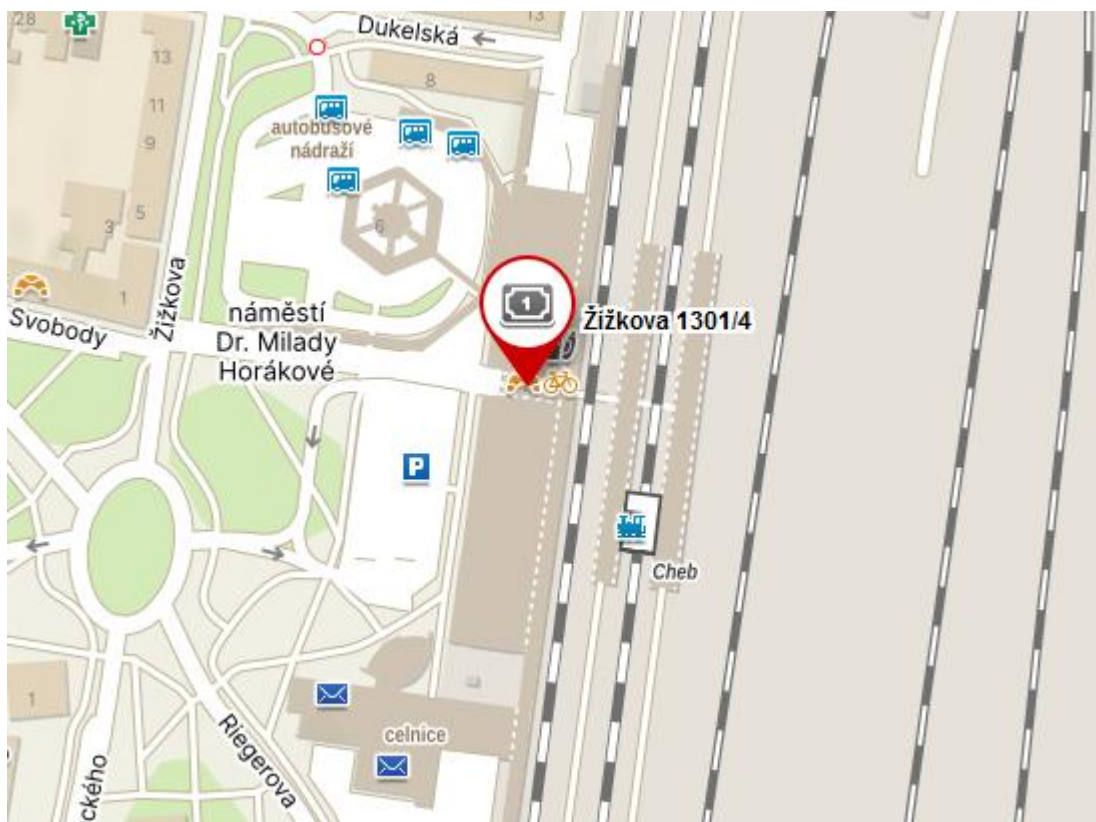 28
13
Dukelská
13
8
11
autobusové
nádraží
9
6
5
3
1
Žižkova
Svobody
náměstí
Dr. Milady
Horákové
1
Žižkova 1301/4
P
Cheb
celnice
1
Riegerova
ckého